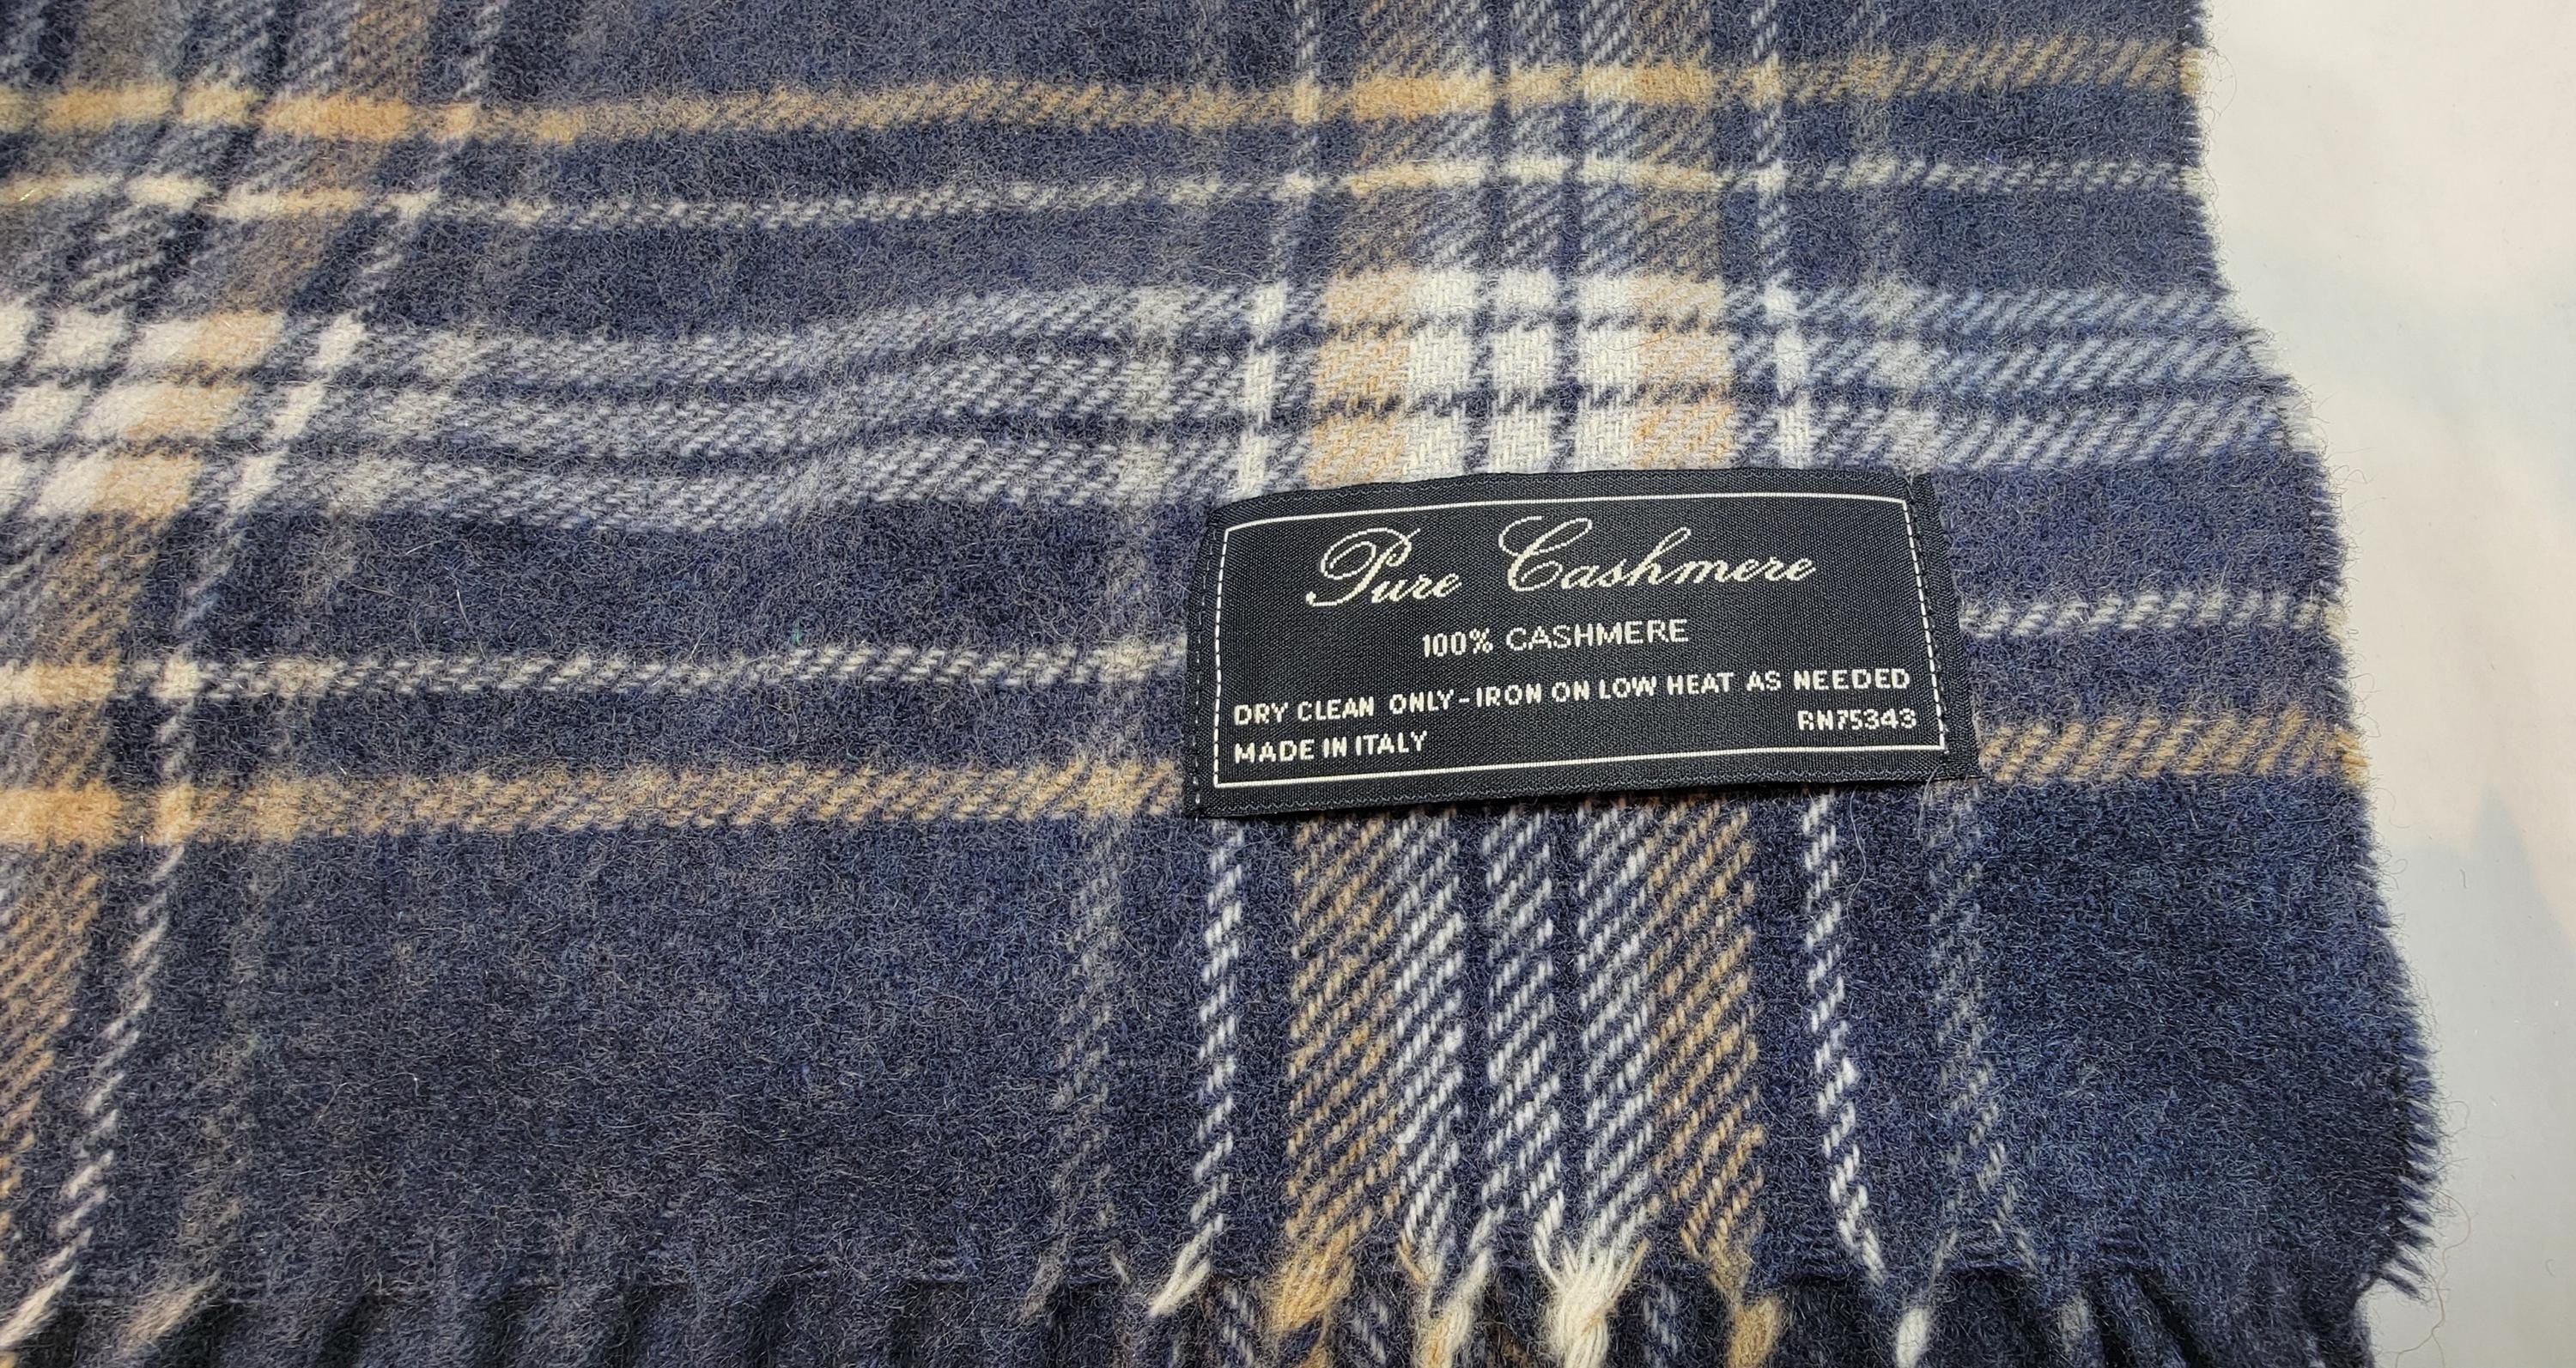 Pure Cashmere
100% CASHMERE
DRY CLEAN ONLY-IRON ON LOW HEAT AS NEEDED
RN75343
MADE IN ITALY